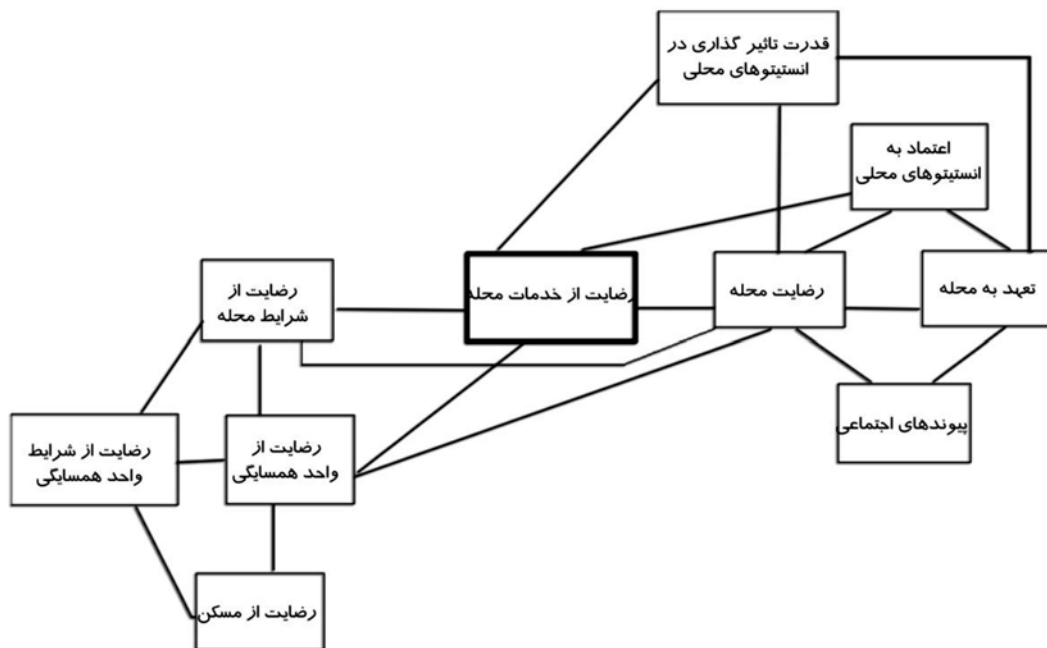 قدرت تاثیر گذاری در
انستیتوهای محلی
اعتماد به
انستیتوهای محلی
رضایت از
شرایط محله
رضایت از خدمات محله
رضایت محله
تعهد به محله
پیوندهای اجتماعی
رضایت از شرایط
واحد همسایگی
رضایت از
واحد همسایگی
رضایت از مسکن